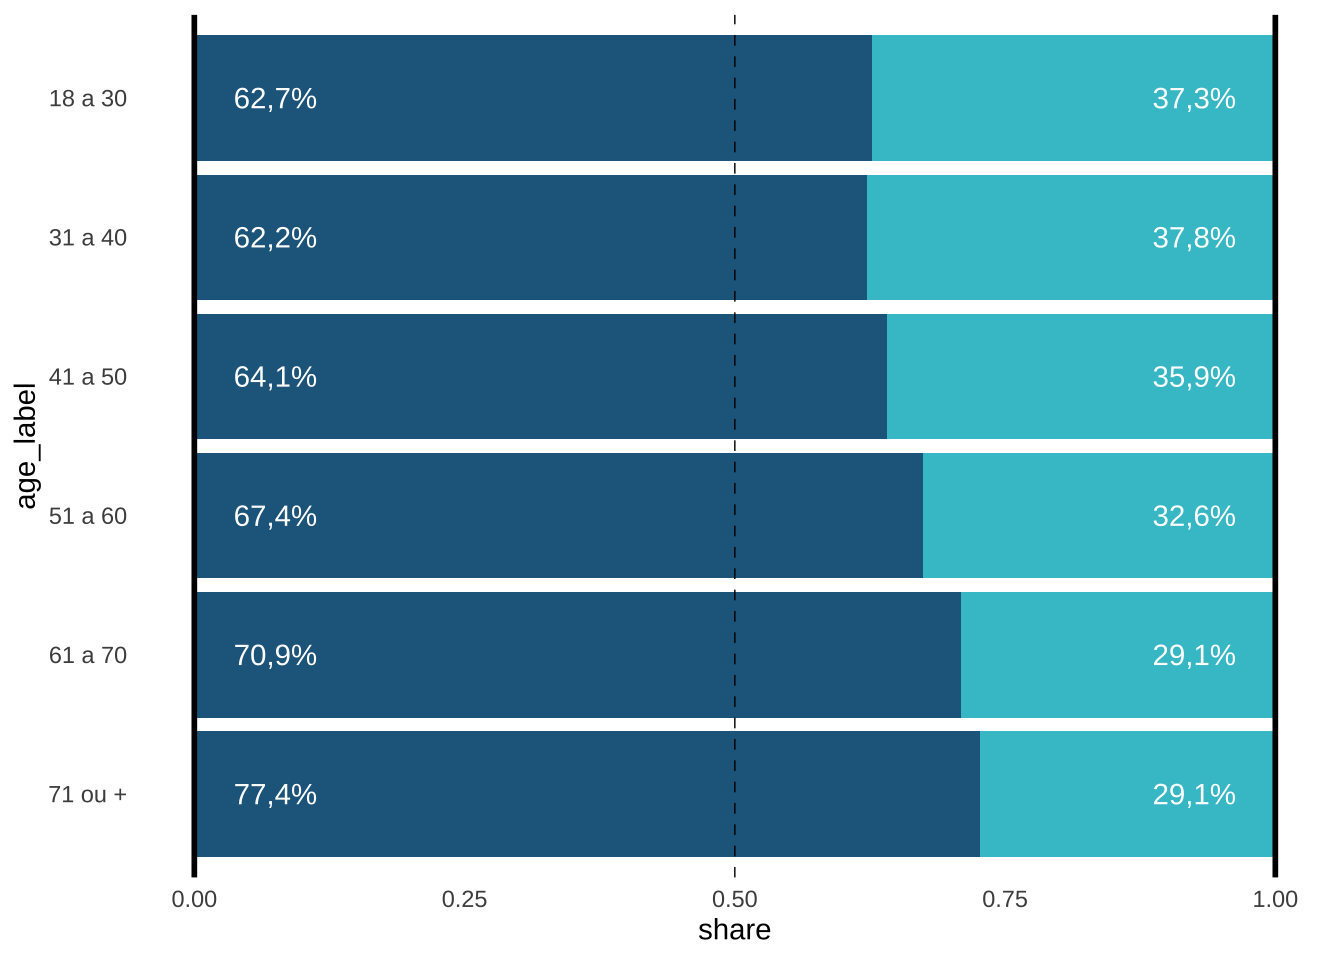 18 a 30
62,7%
37,3%
31 a 40
62,2%
37,8%
41 a 50
64,1%
35,9%
age_label
51 a 60
67,4%
32,6%
61 a 70
70,9%
29,1%
71 ou +
77,4%
29,1%
0.00
0.25
0.50
0.75
1.00
share